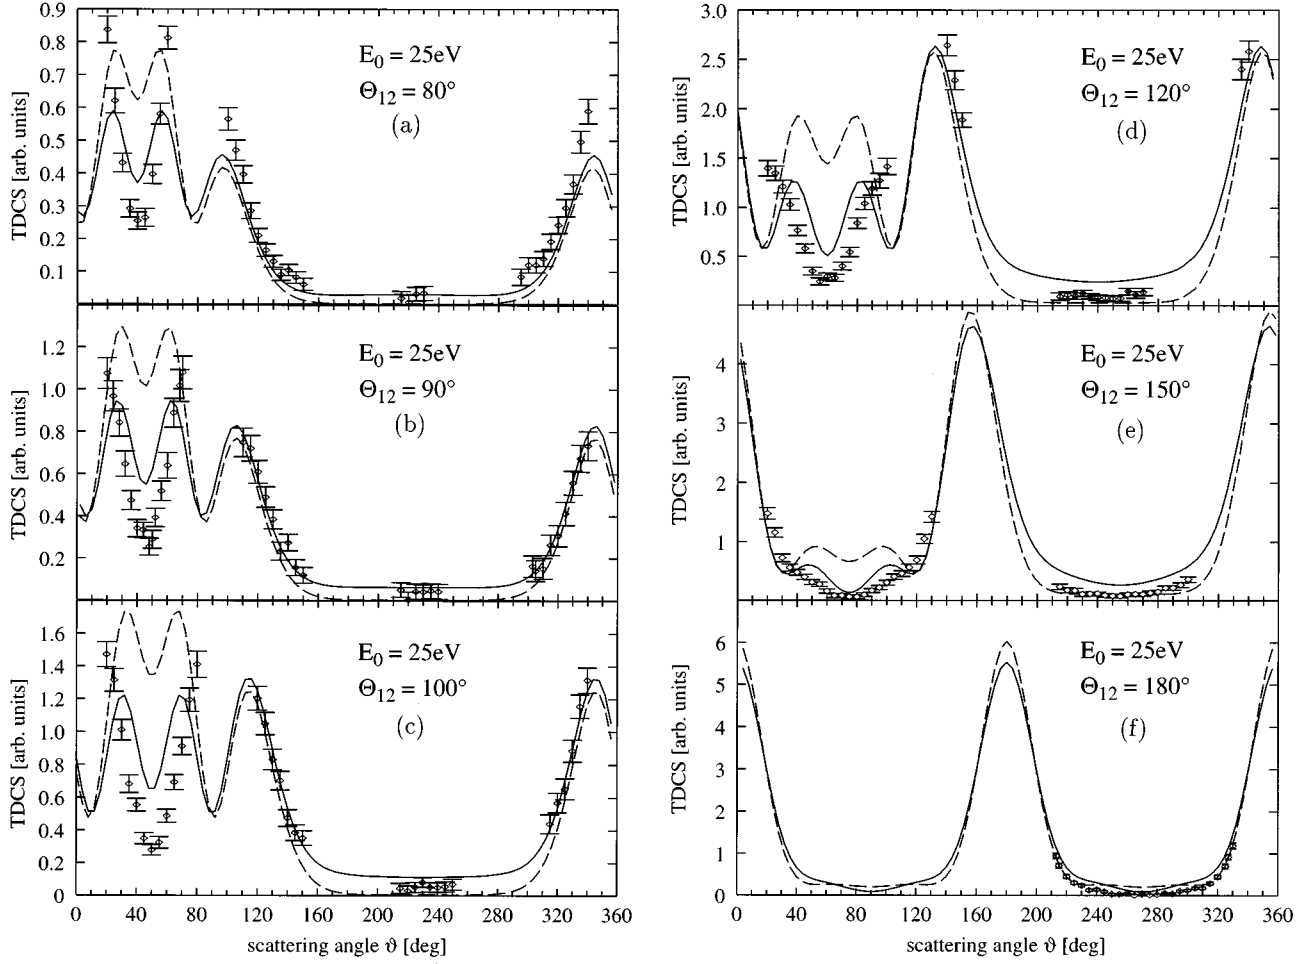 TDCS [arb. units]
0.9
0.8
0.7
0.6
0.5
0.4
0.3
0.2
0.1
E0 = 25eV
Θ12 = 80°
(a)
TDCS [arb. units]
1.2
1.0
0.8
0.6
0.4
0.2
E0 = 25eV
Θ12 = 90°
(b)
TDCS [arb. units]
1.6
1.4
1.2
1.0
0.8
0.6
0.4
0.2
0
E0 = 25eV
Θ12 = 100°
(c)
0 40 80 120 160 200 240 280 320 360
scattering angle ϑ [deg]
TDCS [arb. units]
3.0
2.5
2.0
1.5
1.0
0.5
E0 = 25eV
Θ12 = 120°
(d)
TDCS [arb. units]
4
3
2
1
E0 = 25eV
Θ12 = 150°
(e)
TDCS [arb. units]
6
5
4
3
2
1
0
E0 = 25eV
Θ12 = 180°
(f)
0 40 80 120 160 200 240 280 320 360
scattering angle ϑ [deg]